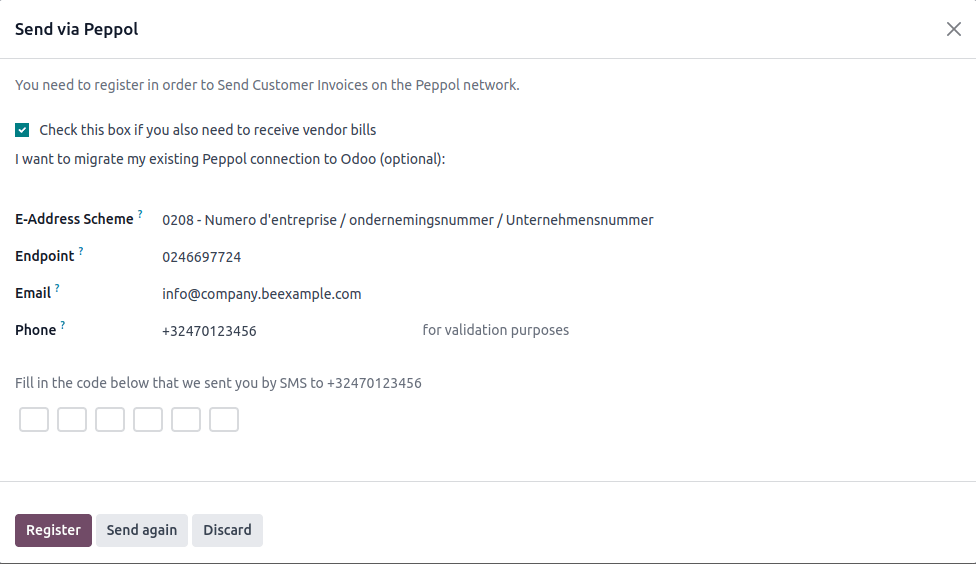 Send via Peppol
You need to register in order to Send Customer Invoices on the Peppol network.
Check this box if you also need to receive vendor bills
I want to migrate my existing Peppol connection to Odoo (optional):
E-Address Scheme ? 0208 - Numero d'entreprise / ondernemingsnummer / Unternehmensnummer
Endpoint ? 0246697724
Email ? info@company.beexample.com
Phone ? +32470123456 for validation purposes
Fill in the code below that we sent you by SMS to +32470123456
Register Send again Discard